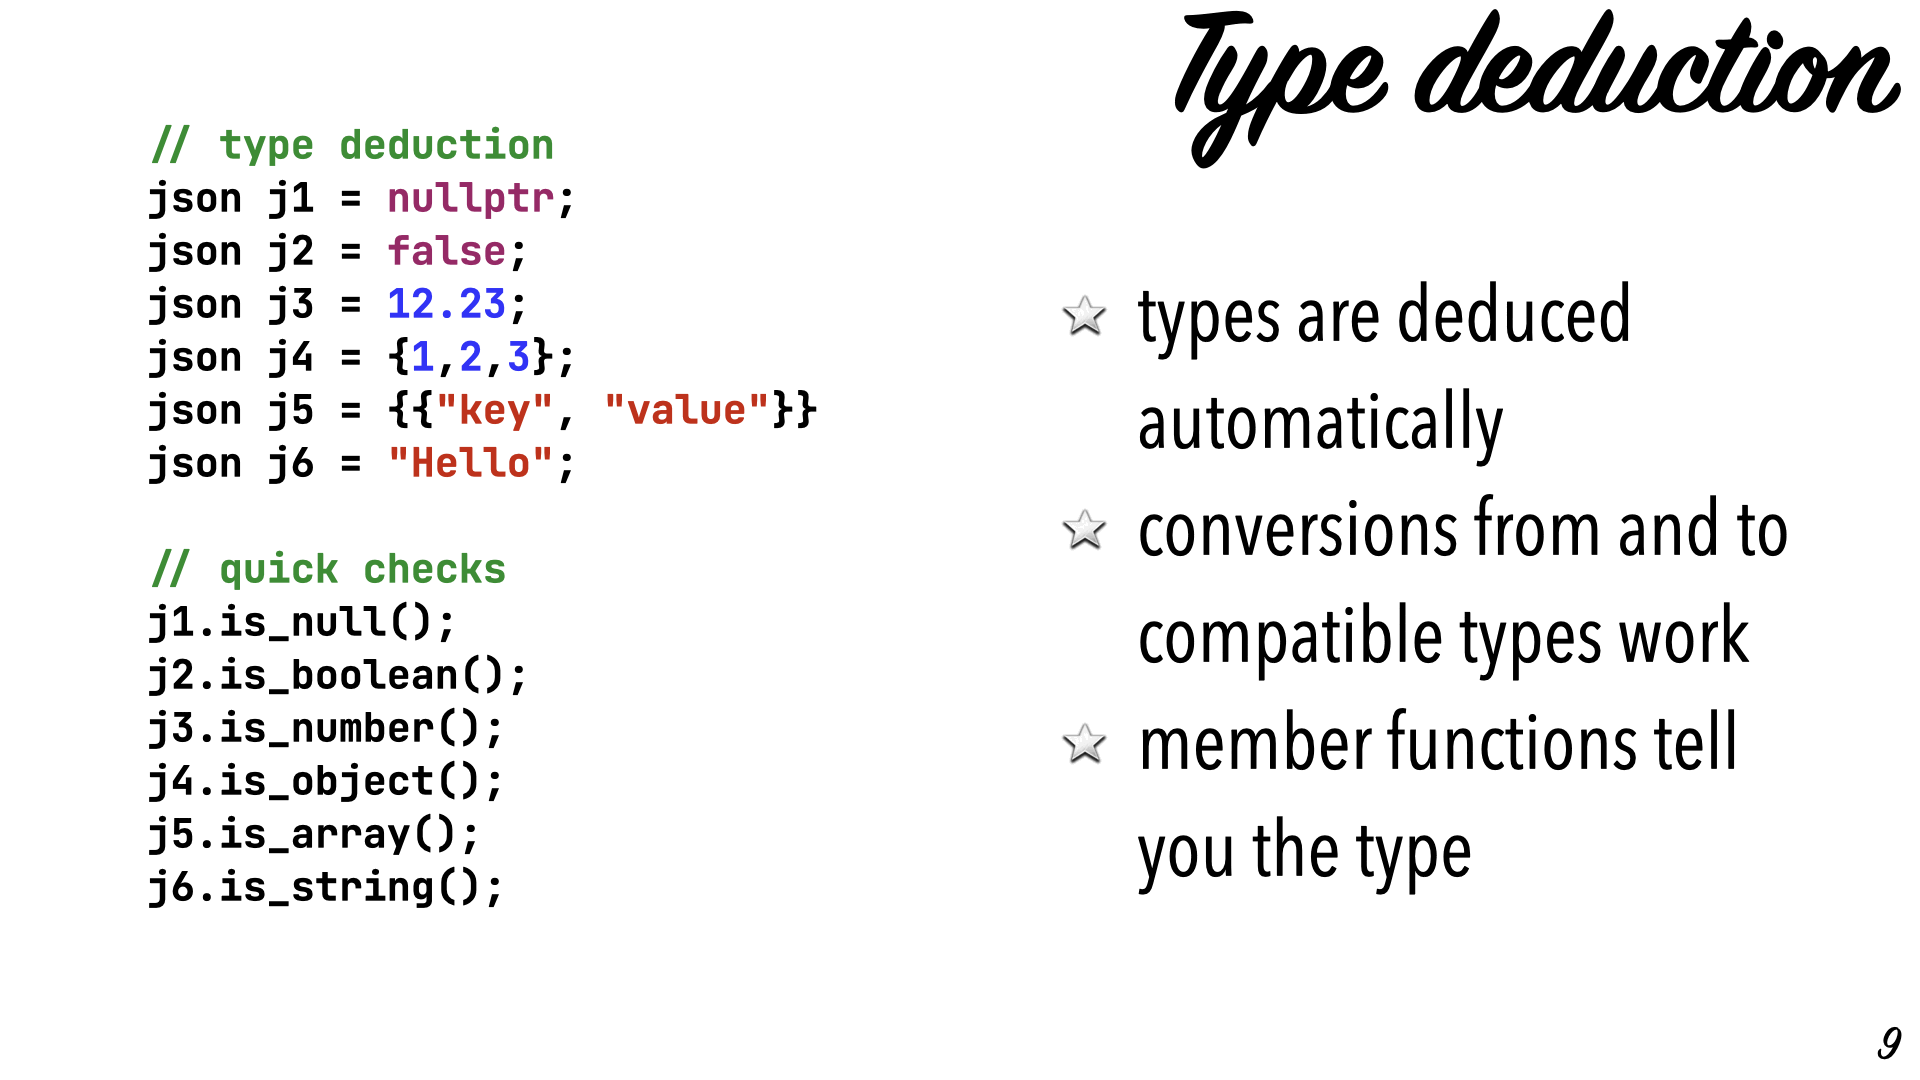 Type deduction
// type deduction
json j1 = nullptr;
json j2 = false;
json j3 = 12.23;
json j4 = {1,2,3};
json j5 = {{"key", "value"}}
json j6 = "Hello";
// quick checks
j1.is_null();
j2.is_boolean();
j3.is_number();
j4.is_object();
j5.is_array();
j6.is_string();
types are deduced
automatically
conversions from and to
compatible types work
member functions tell
you the type
9